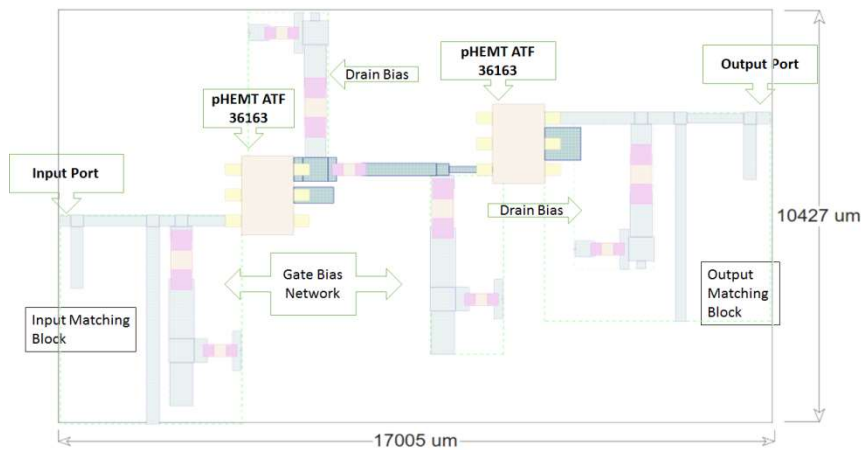 pHEMT ATF
36163
Output Port
Drain Bias
pHEMT ATF
36163
Input Port
Drain Bias
10427 um
Gate Bias
Network
Output
Matching
Block
Input Matching
Block
17005 um